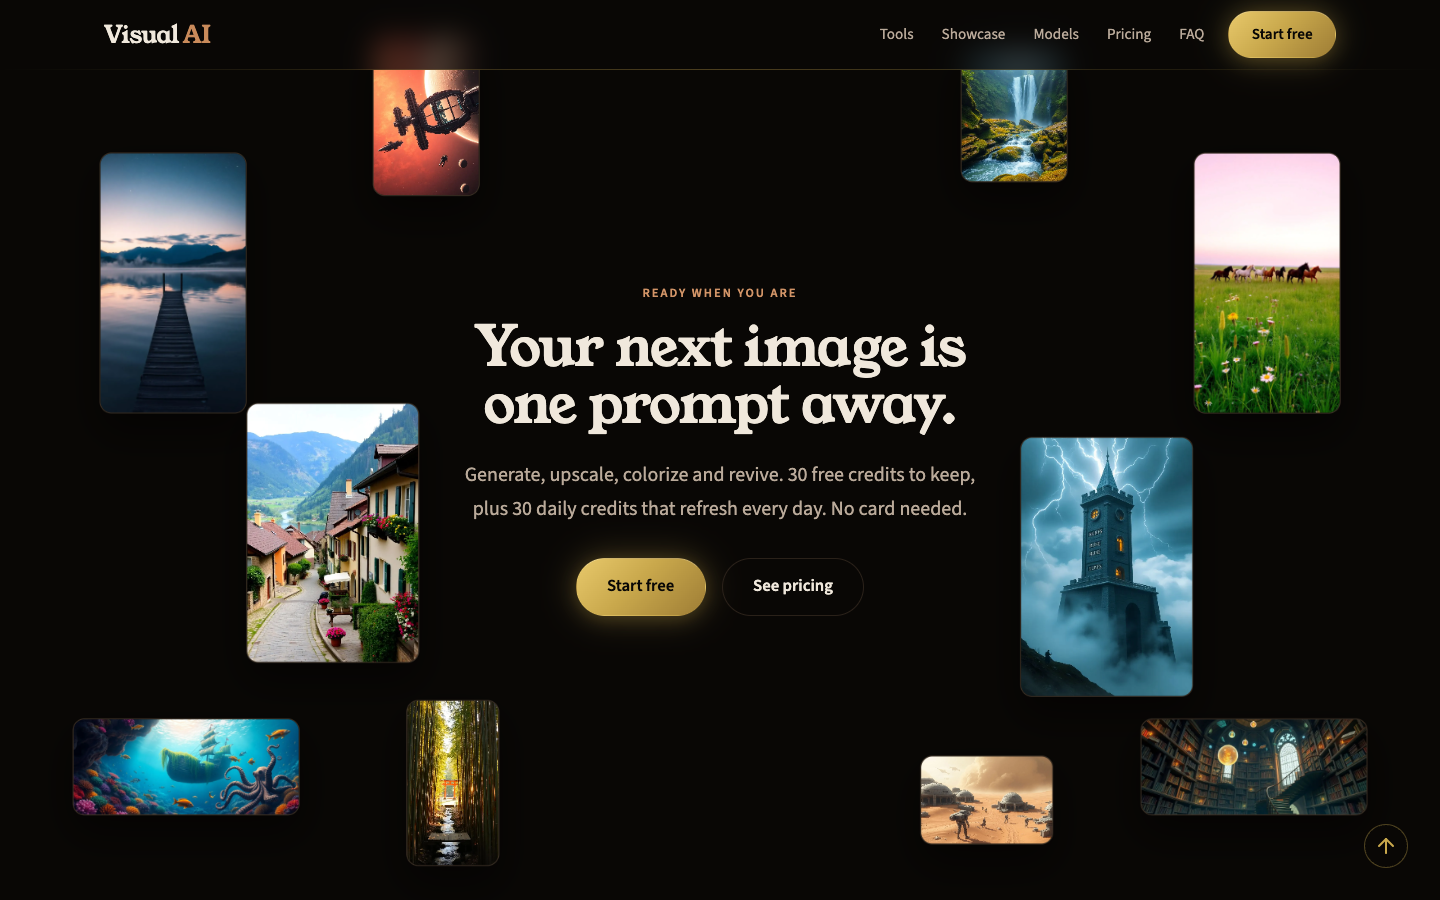 Visual AI
Tools
Showcase
Models
Pricing
FAQ
Start free
READY WHEN YOU ARE
Your next image is
one prompt away.
Generate, upscale, colorize and revive. 30 free credits to keep,
plus 30 daily credits that refresh every day. No card needed.
Start free
See pricing